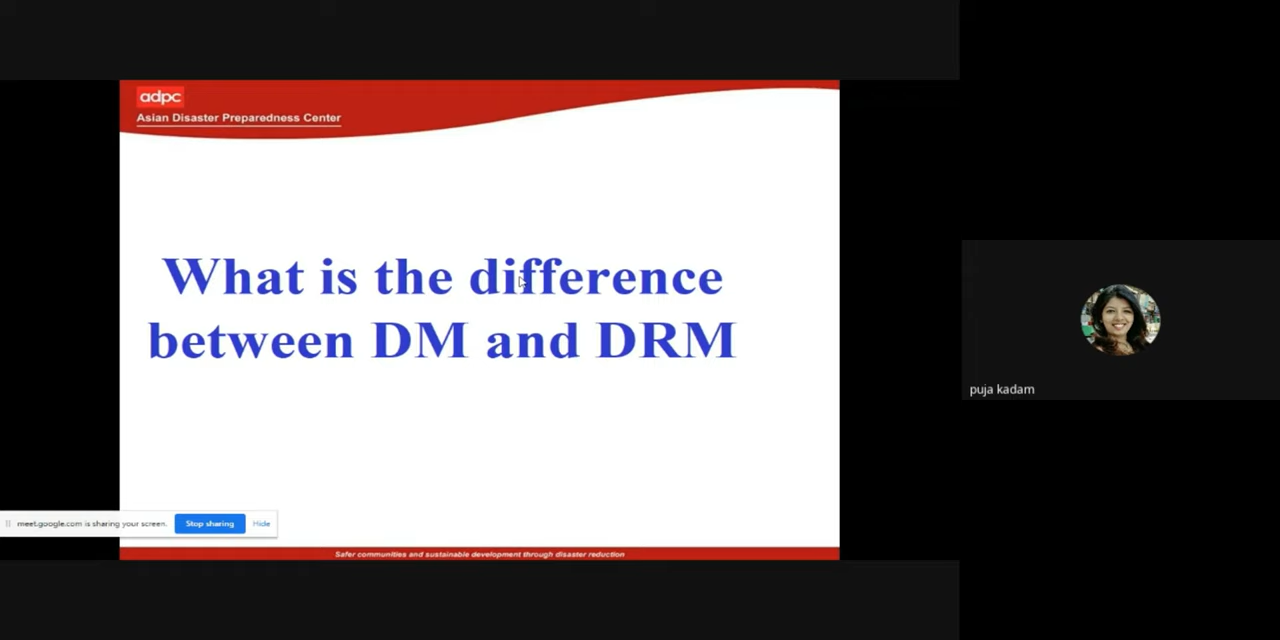 adpc
Asian Disaster Preparedness Center
What is the difference
between DM and DRM
puja kadam
meet.google.com is sharing your screen.
Stop sharing
Hide
Safer communities and sustainable development through disaster reduction